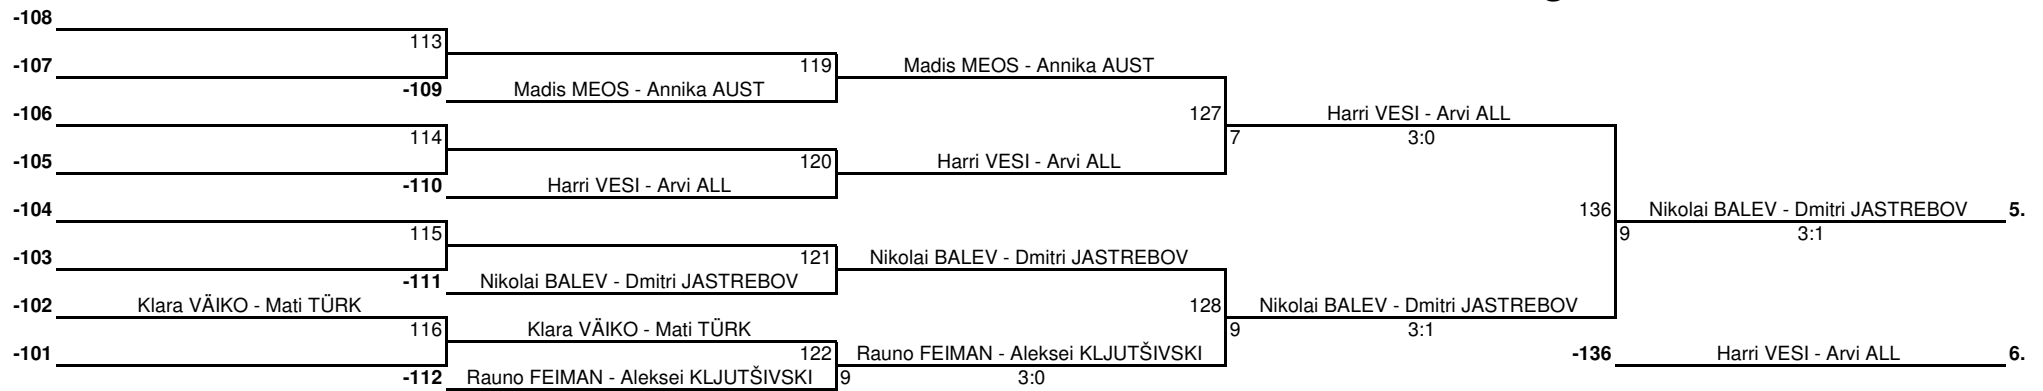 -108
113
-107
119 Madis MEOS - Annika AUST
-109 Madis MEOS - Annika AUST
-106
127 Harri VESI - Arvi ALL
114
7 3:0
-105
120 Harri VESI - Arvi ALL
-110 Harri VESI - Arvi ALL
-104
136 Nikolai BALEV - Dmitri JASTREBOV 5.
115
9 3:1
-103
121 Nikolai BALEV - Dmitri JASTREBOV
-111 Nikolai BALEV - Dmitri JASTREBOV
-102 Klara VÄIKO - Mati TÜRK
128 Nikolai BALEV - Dmitri JASTREBOV
116 Klara VÄIKO - Mati TÜRK
9 3:1
-101
122 Rauno FEIMAN - Aleksei KLJUTŠIVSKI
-136 Harri VESI - Arvi ALL 6.
-112 Rauno FEIMAN - Aleksei KLJUTŠIVSKI
9 3:0